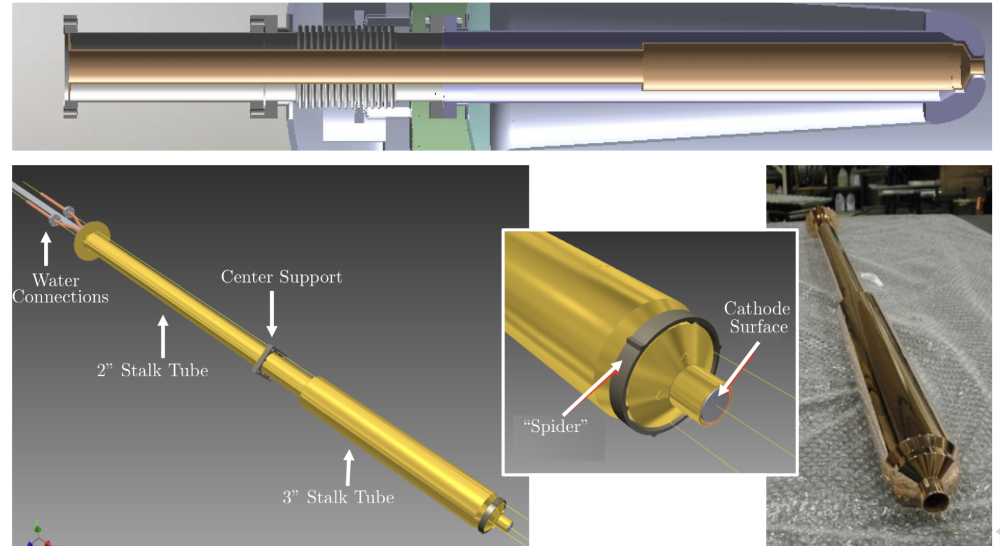 Water
Connections
2” Stalk Tube
Center Support
3” Stalk Tube
“Spider”
Cathode
Surface